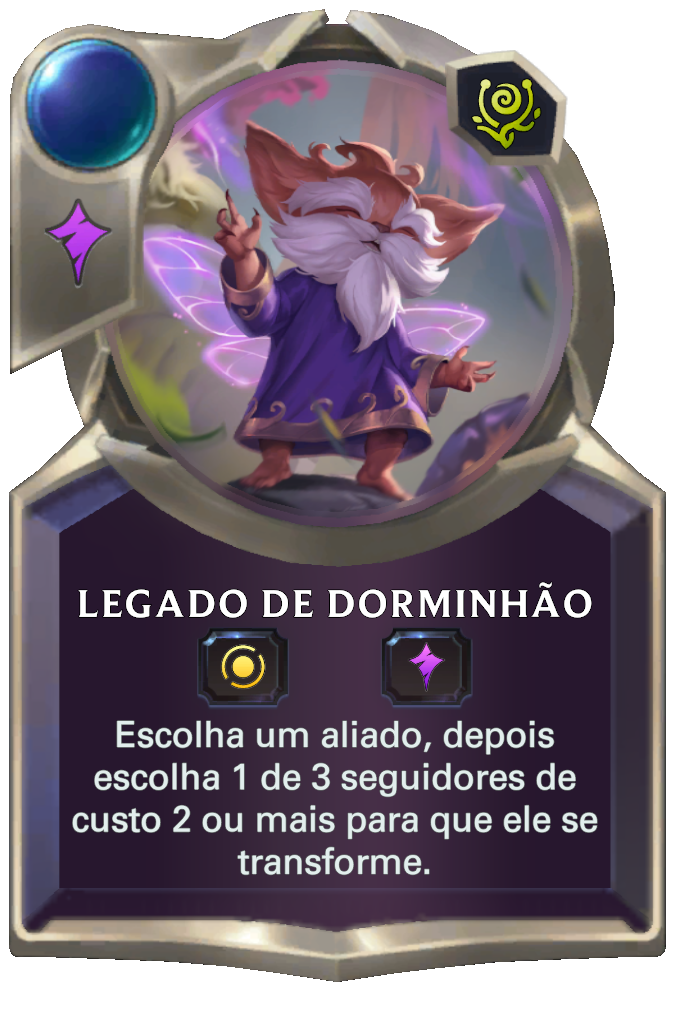 LEGADO DE DORMINHÃO
Escolha um aliado, depois
escolha 1 de 3 seguidores de
custo 2 ou mais para que ele se
transforme.